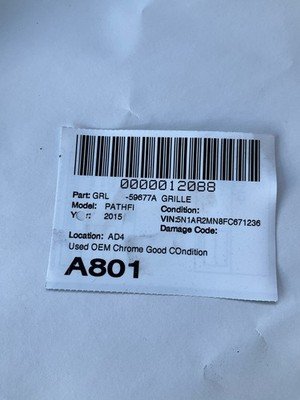 0000012088
Part: GRL -59677A GRILLE
Model: PATHFI Condition:
2015 VIN:5N1AR2MN8FC671236
Damage Code:
Location: AD4
Used OEM Chrome Good COndition
A801